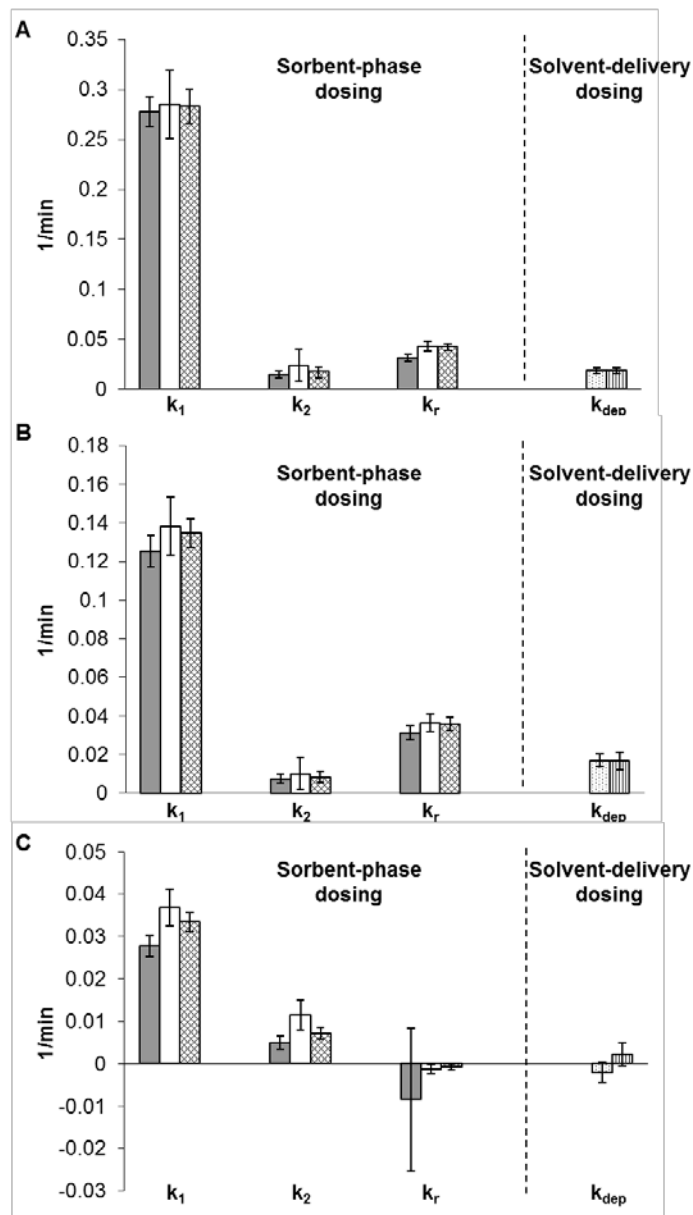 A
0.35
Sorbent-phase Solvent-delivery
dosing dosing
0.3
0.25
0.2
1/min
0.15
0.1
0.05
0
k1 k2 kr kdep
B
0.18
Sorbent-phase Solvent-delivery
dosing dosing
0.16
0.14
0.12
0.1
1/min
0.08
0.06
0.04
0.02
0
k1 k2 kr kdep
C
0.05
Sorbent-phase Solvent-delivery
dosing dosing
0.04
0.03
0.02
0.01
1/min
0
-0.01
-0.02
-0.03
k1 k2 kr kdep